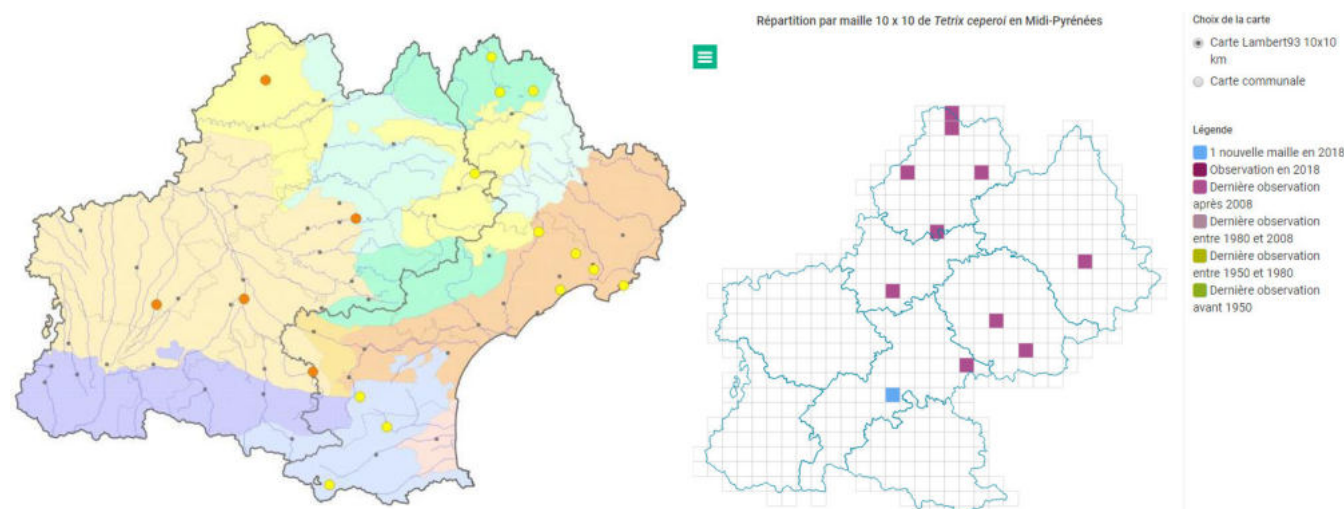 Répartition par maille 10 x 10 de Tetrix ceperoi en Midi-Pyrénées
Choix de la carte
Carte Lambert93 10x10
km
Carte communale
Légende
1 nouvelle maille en 2018
Observation en 2018
Dernière observation
après 2008
Dernière observation
entre 1980 et 2008
Dernière observation
entre 1950 et 1980
Dernière observation
avant 1950